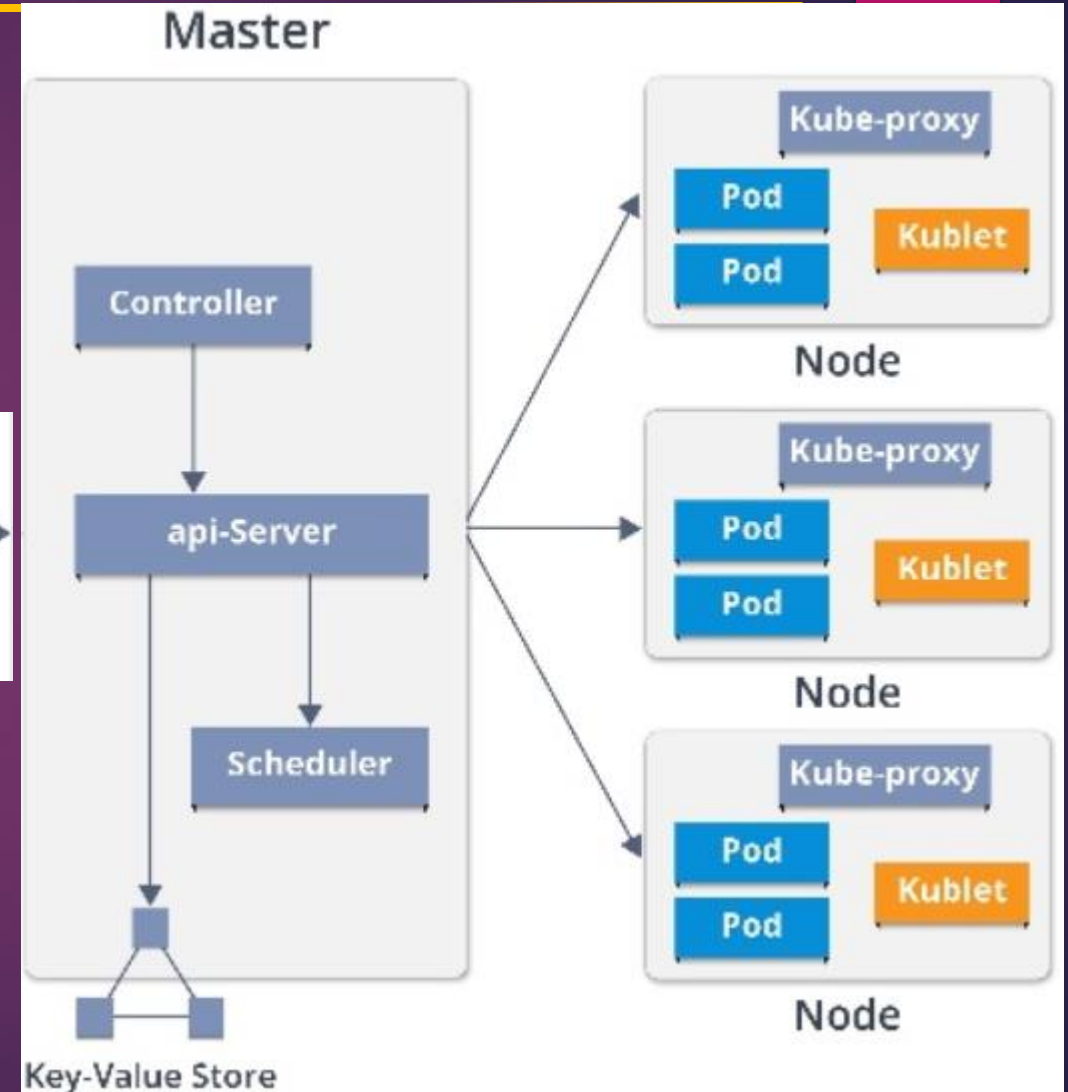 Master
Controller
api-Server
Scheduler
Key-Value Store
Kube-proxy
Pod
Kublet
Pod
Node
Kube-proxy
Pod
Kublet
Pod
Node
Kube-proxy
Pod
Kublet
Pod
Node